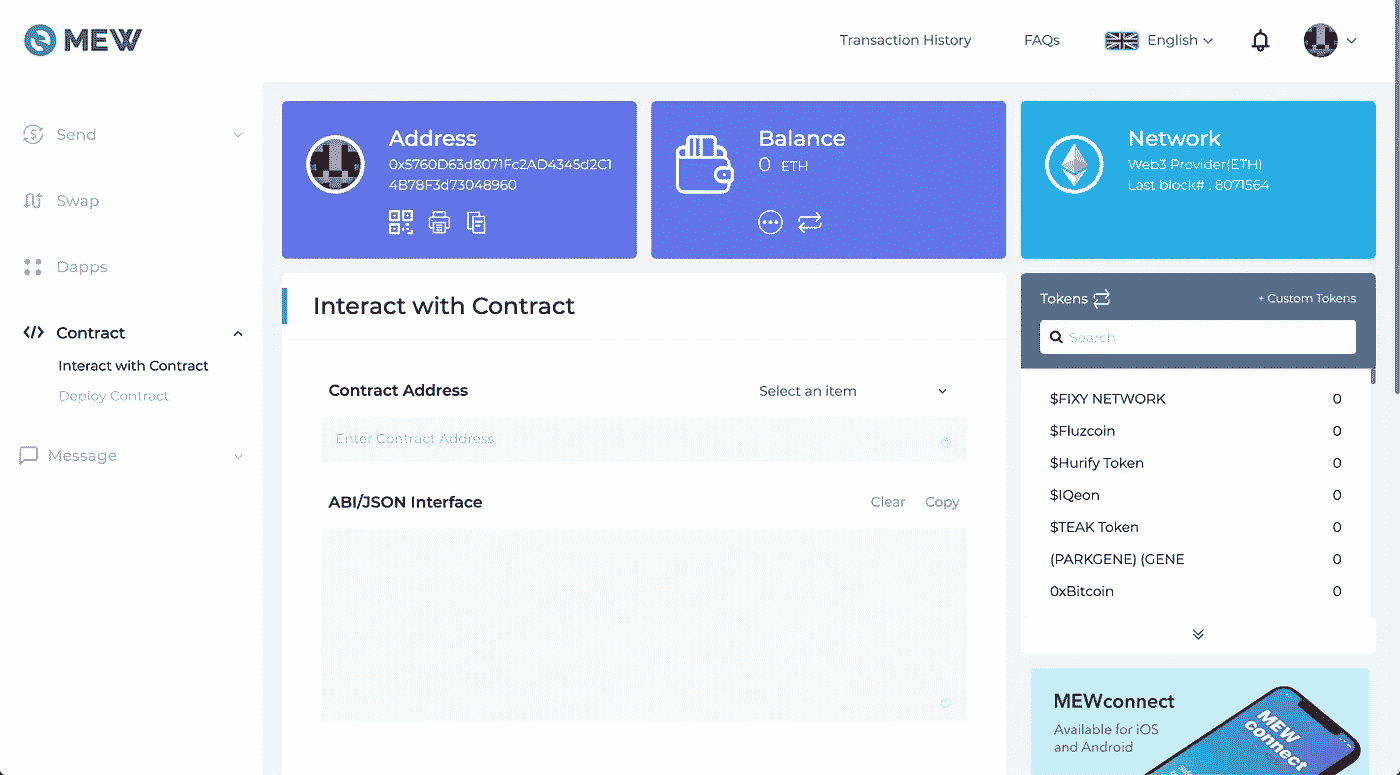 MEW
Transaction History
FAQs
English
Send
Swap
Dapps
Contract
Interact with Contract
Deploy Contract
Message
Address
0x5760D63d8071Fc2AD4345d2C1
4B78F3d73048960
Balance
0 ETH
Network
Web3 Provider(ETH)
Last block# : 8071564
Interact with Contract
Contract Address
Select an item
Enter Contract Address
ABI/JSON Interface
Clear
Copy
Tokens
+ Custom Tokens
Search
$FIXY NETWORK 0
$Fluzcoin 0
$Hurify Token 0
$IQeon 0
$TEAK Token 0
(PARKGENE) (GENE 0
0xBitcoin 0
MEWconnect
Available for iOS
and Android
MEW
connect